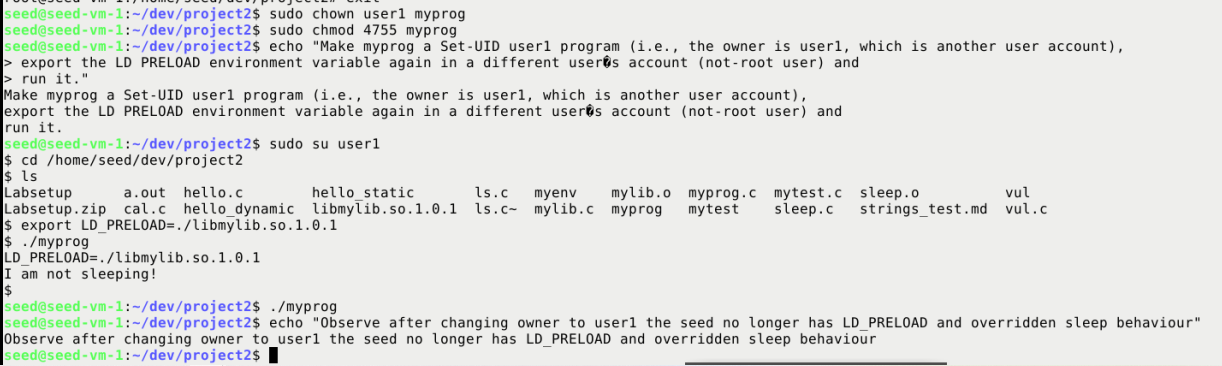 root@seed-vm-1:/home/seed/dev/project2# exit
seed@seed-vm-1:~/dev/project2$ sudo chown user1 myprog
seed@seed-vm-1:~/dev/project2$ sudo chmod 4755 myprog
seed@seed-vm-1:~/dev/project2$ echo "Make myprog a Set-UID user1 program (i.e., the owner is user1, which is another user account),
> export the LD PRELOAD environment variable again in a different user�s account (not-root user) and
> run it."
Make myprog a Set-UID user1 program (i.e., the owner is user1, which is another user account),
export the LD PRELOAD environment variable again in a different user�s account (not-root user) and
run it.
seed@seed-vm-1:~/dev/project2$ sudo su user1
$ cd /home/seed/dev/project2
$ ls
Labsetup a.out hello.c hello_static ls.c myenv mylib.o myprog.c mytest.c sleep.o vul
Labsetup.zip cal.c hello_dynamic libmylib.so.1.0.1 ls.c~ mylib.c myprog mytest sleep.c strings_test.md vul.c
$ export LD_PRELOAD=./libmylib.so.1.0.1
$ ./myprog
LD_PRELOAD=./libmylib.so.1.0.1
I am not sleeping!
$
seed@seed-vm-1:~/dev/project2$ ./myprog
seed@seed-vm-1:~/dev/project2$ echo "Observe after changing owner to user1 the seed no longer has LD_PRELOAD and overridden sleep behaviour"
Observe after changing owner to user1 the seed no longer has LD_PRELOAD and overridden sleep behaviour
seed@seed-vm-1:~/dev/project2$